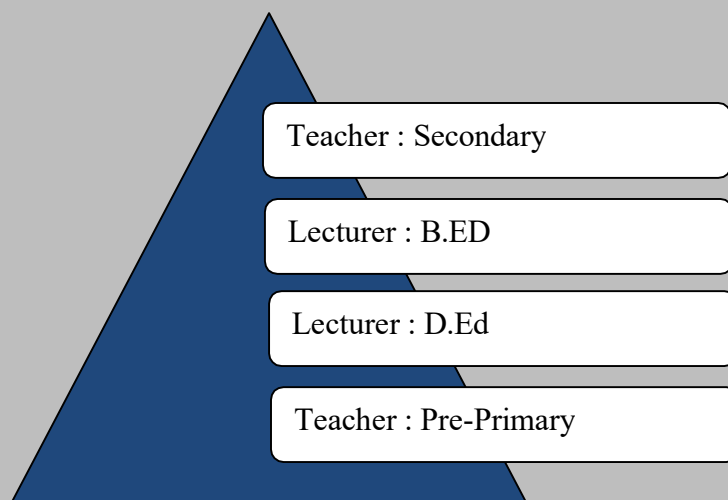 Teacher : Secondary
Lecturer : B.ED
Lecturer : D.Ed
Teacher : Pre-Primary